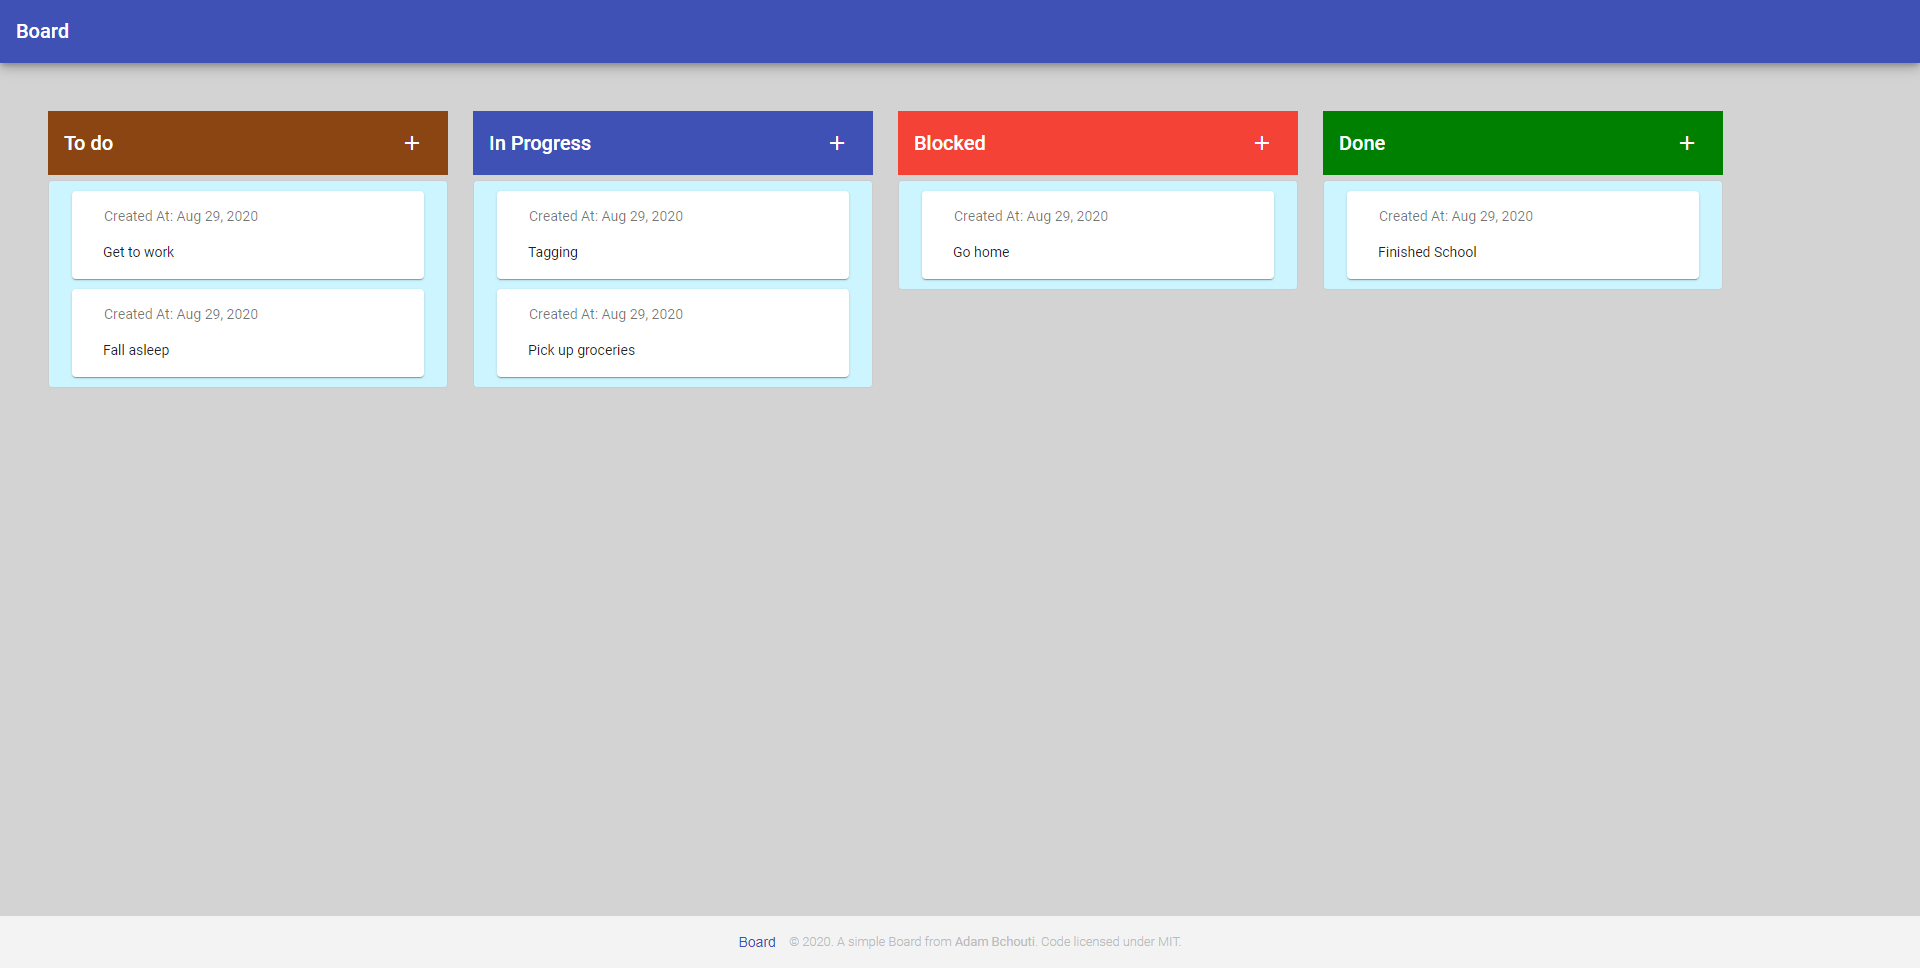 Board
To do +
Created At: Aug 29, 2020
Get to work
Created At: Aug 29, 2020
Fall asleep
In Progress +
Created At: Aug 29, 2020
Tagging
Created At: Aug 29, 2020
Pick up groceries
Blocked +
Created At: Aug 29, 2020
Go home
Done +
Created At: Aug 29, 2020
Finished School
Board © 2020. A simple Board from Adam Bchouti. Code licensed under MIT.